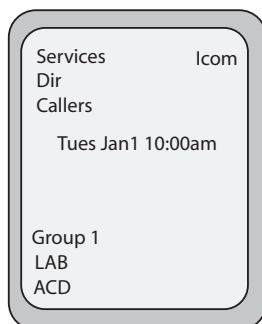 Services Icom
Dir
Callers
Tues Jan1 10:00am
Group 1
LAB
ACD